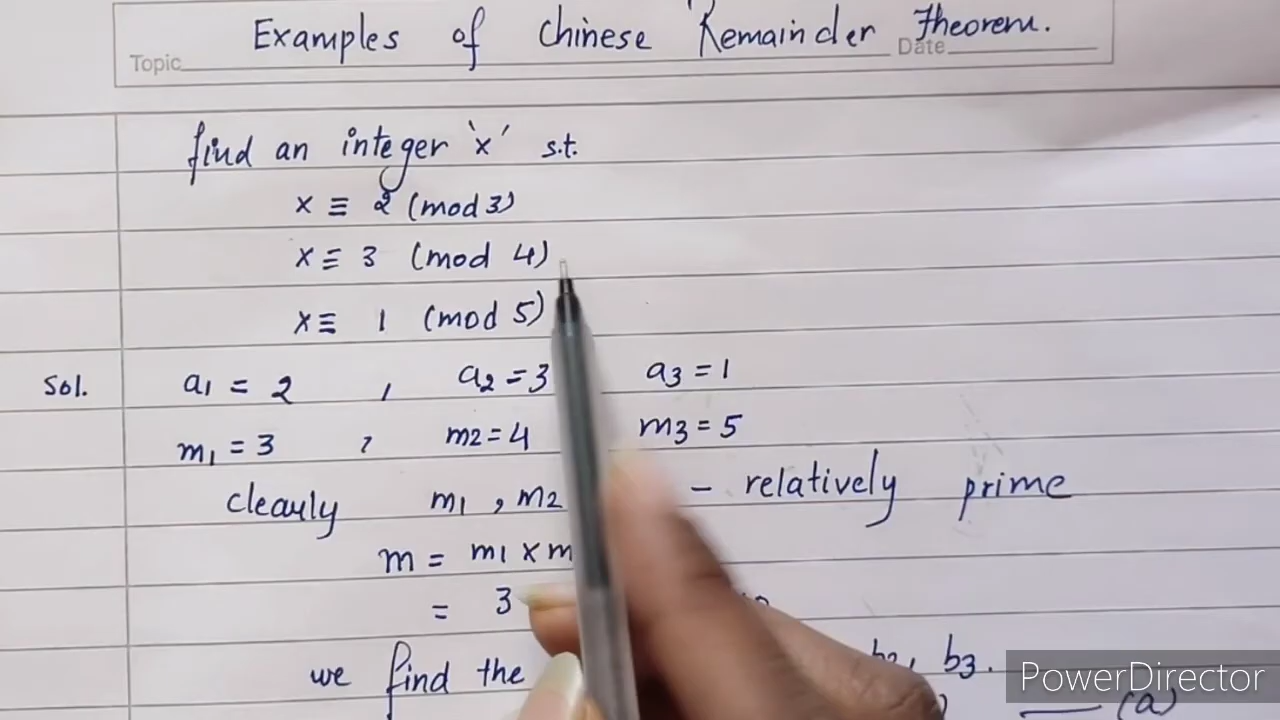 Examples of Chinese Remainder Theorem.
Topic Date
find an integer 'x' s.t.
x ≡ 2 (mod 3)
x ≡ 3 (mod 4)
x ≡ 1 (mod 5)
Sol. a1 = 2 , a2 = 3 a3 = 1
m1 = 3 , m2 = 4 m3 = 5
clearly m1 , m2 - relatively prime
m = m1 × m
= 3
we find the b2, b3.
(a)
PowerDirector